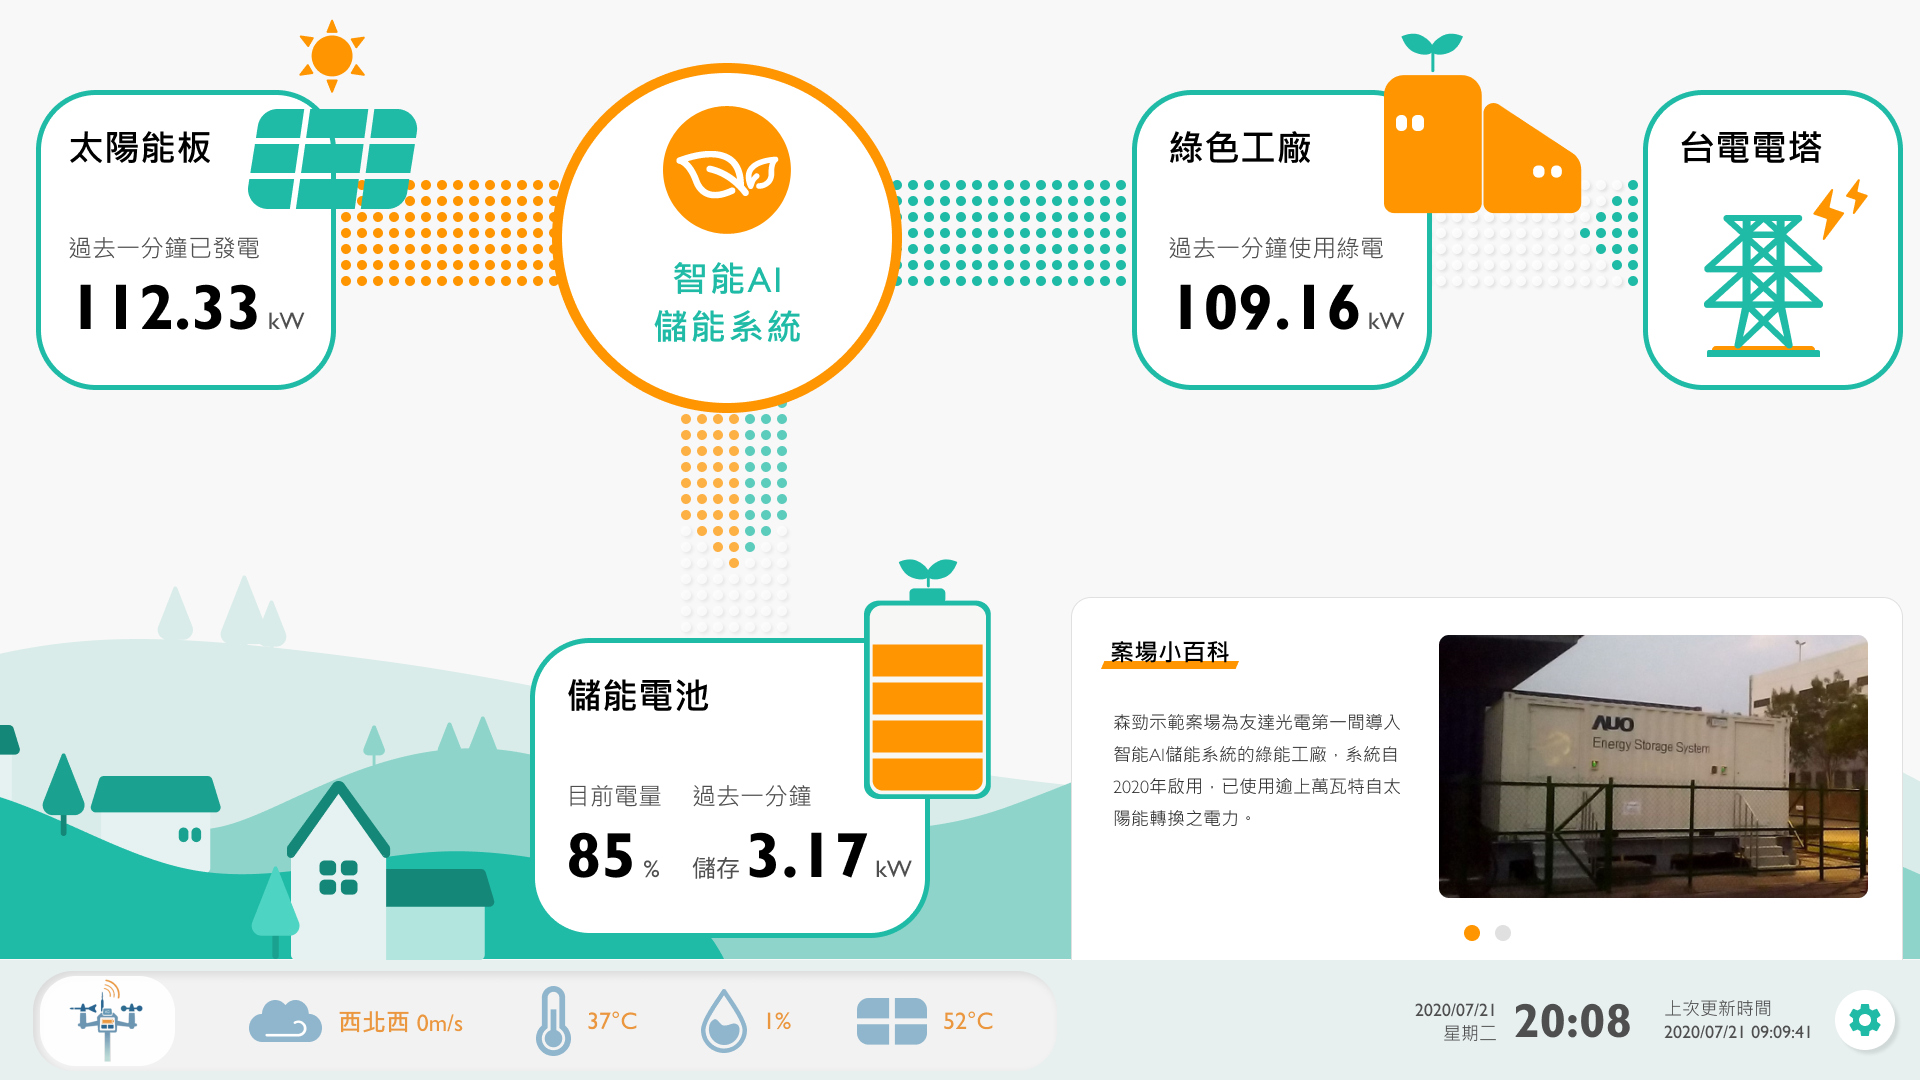 太陽能板
過去一分鐘已發電
112.33 kW
智能AI
儲能系統
綠色工廠
過去一分鐘使用綠電
109.16 kW
台電電塔
儲能電池
目前電量 過去一分鐘
85 % 儲存 3.17 kW
案場小百科
森勁示範案場為友達光電第一間導入
智能AI儲能系統的綠能工廠，系統自
2020年啟用，已使用逾上萬瓦特自太
陽能轉換之電力。
AUO
Energy Storage System
西北西 0m/s
37°C
1%
52°C
2020/07/21
星期二
20:08
上次更新時間
2020/07/21 09:09:41